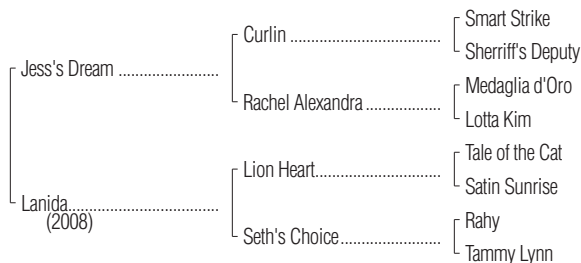 Smart Strike
Curlin ........................................
Sherriff's Deputy
Jess's Dream ..........................
Medaglia d'Oro
Rachel Alexandra ....................
Lotta Kim
Tale of the Cat
Lion Heart.................................
Satin Sunrise
Lanida.......................................
(2008)
Rahy
Seth's Choice..........................
Tammy Lynn